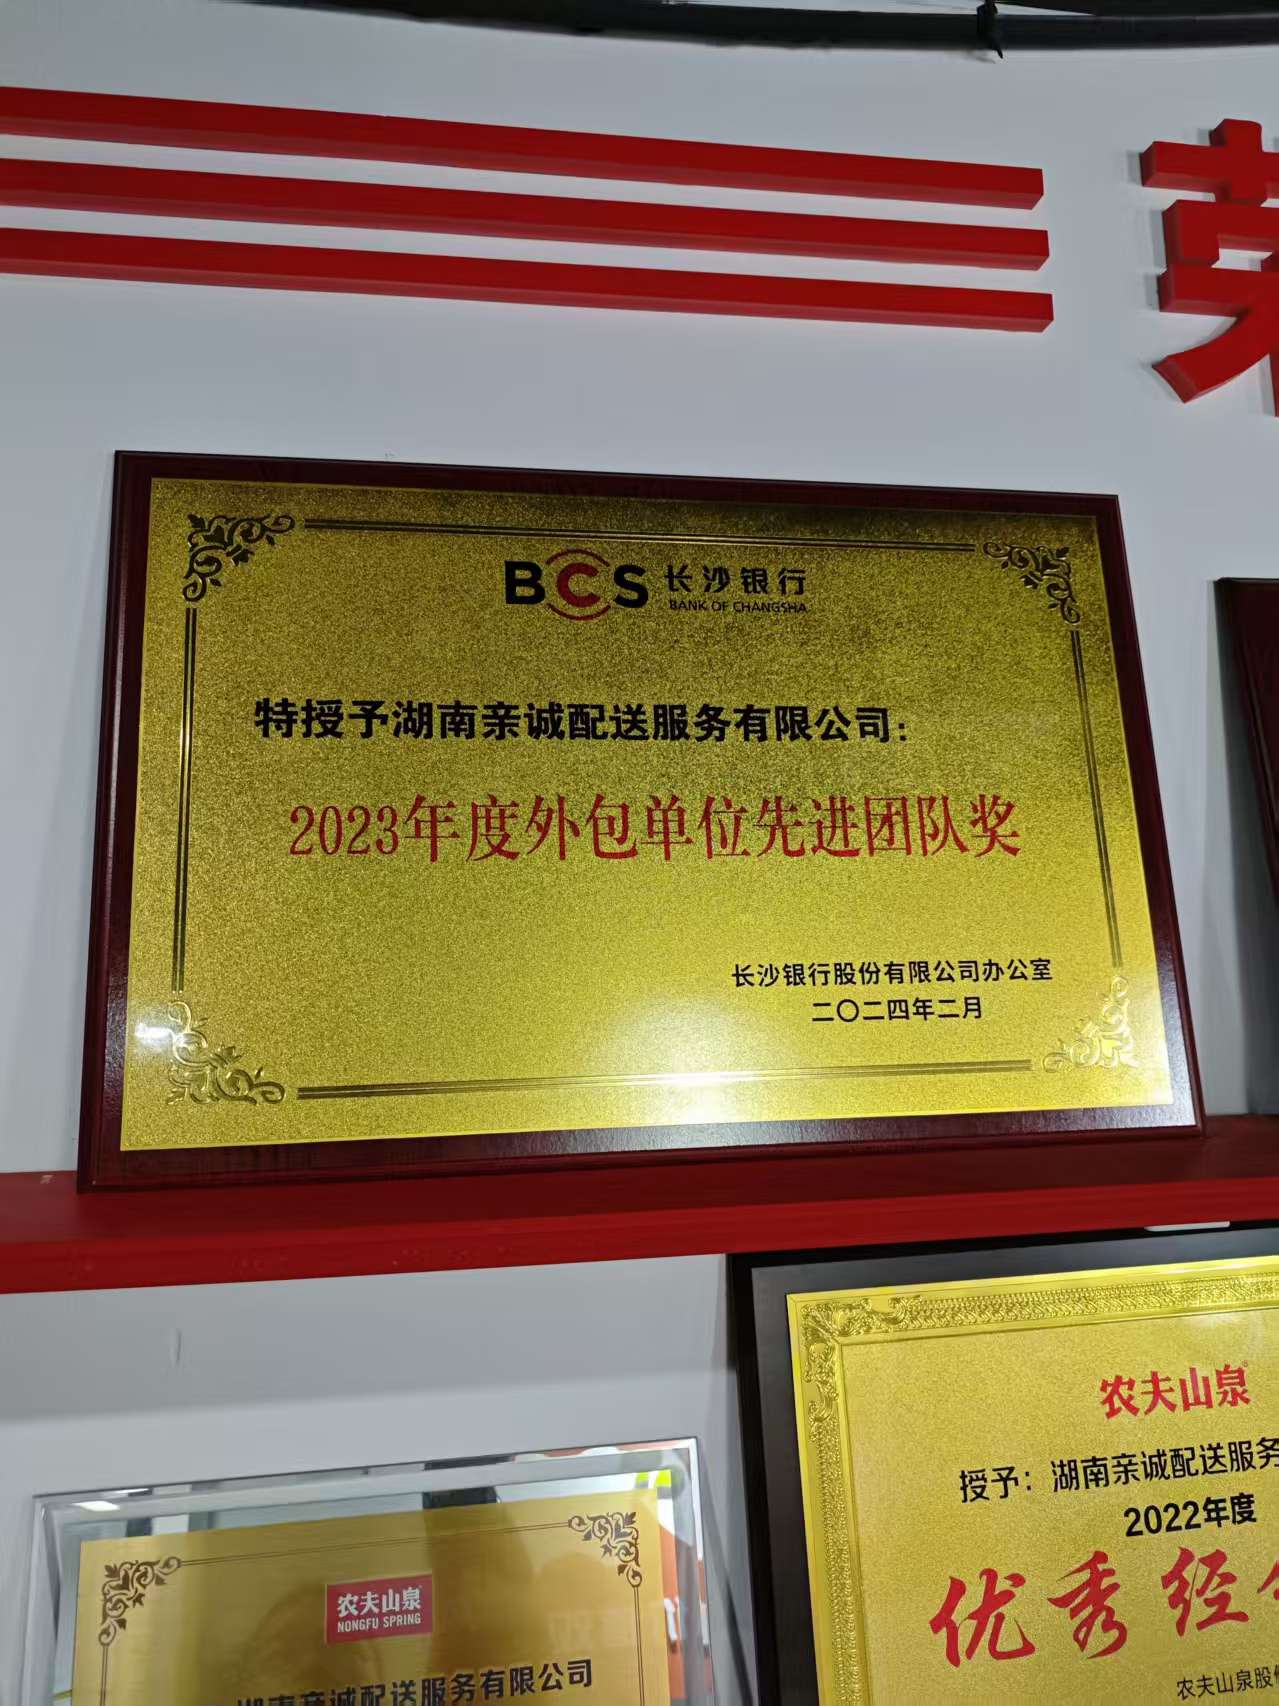 BCS 长沙银行
BANK OF CHANGSHA
特授予湖南亲诚配送服务有限公司：
2023年度外包单位先进团队奖
长沙银行股份有限公司办公室
二〇二四年二月
农夫山泉
授予：湖南亲诚配送服务
2022年度
优秀经
农夫山泉股
农夫山泉
NONGFU SPRING
湖南亲诚配送服务有限公司